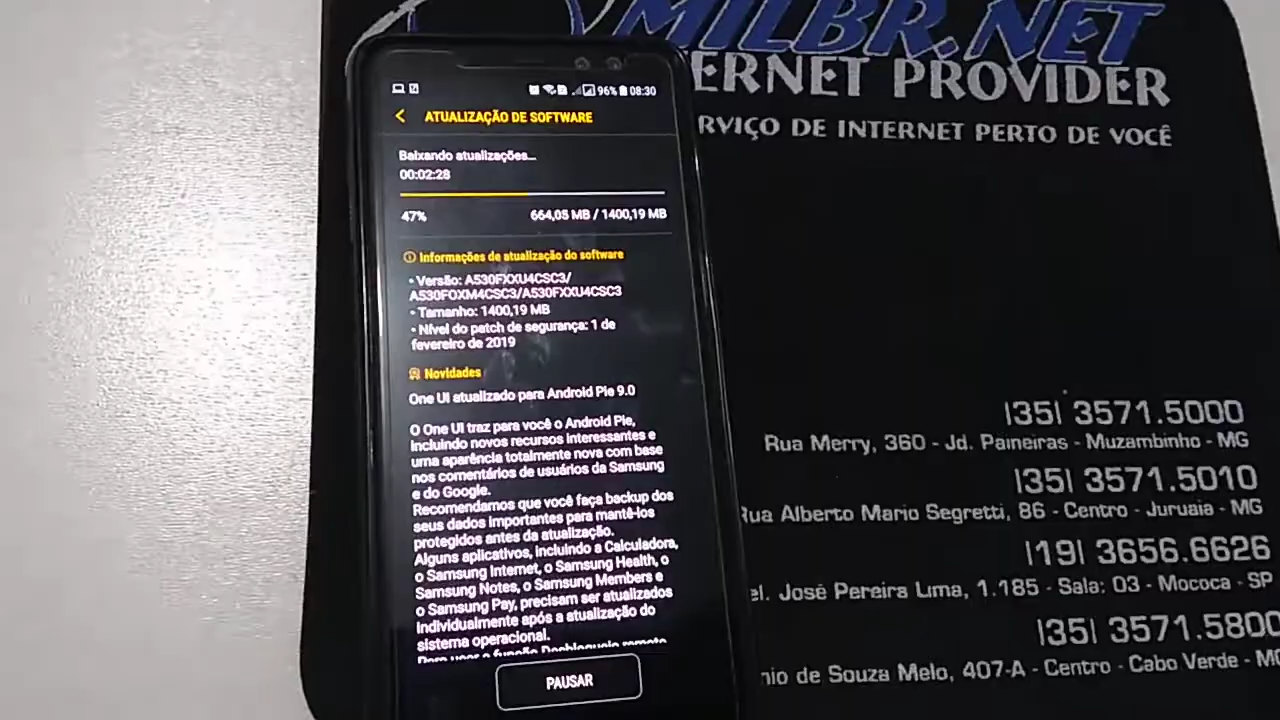 MILBR.NET
ERNET PROVIDER
RVIÇO DE INTERNET PERTO DE VOCÊ
96% 08:30
ATUALIZAÇÃO DE SOFTWARE
Baixando atualizações...
00:02:28
47% 664,05 MB / 1400,19 MB
Informações de atualização do software
• Versão: A530FXXU4CSC3/
A530FOXM4CSC3/A530FXXU4CSC3
• Tamanho: 1400,19 MB
• Nível do patch de segurança: 1 de
fevereiro de 2019
Novidades
One UI atualizado para Android Pie 9.0
O One UI traz para você o Android Pie,
incluindo novos recursos interessantes e
uma aparência totalmente nova com base
nos comentários de usuários da Samsung
e do Google.
Recomendamos que você faça backup dos
seus dados importantes para mantê-los
protegidos antes da atualização.
Alguns aplicativos, incluindo a Calculadora,
o Samsung Internet, o Samsung Health, o
Samsung Notes, o Samsung Members e
o Samsung Pay, precisam ser atualizados
individualmente após a atualização do
sistema operacional.
Para usar a função Desbloqueio remoto
PAUSAR
|35| 3571.5000
Rua Merry, 360 - Jd. Paineiras - Muzambinho - MG
|35| 3571.5010
Rua Alberto Mario Segretti, 86 - Centro - Juruaia - MG
|19| 3656.6626
el. José Pereira Lima, 1.185 - Sala: 03 - Mococa - SP
|35| 3571.5800
nio de Souza Melo, 407-A - Centro - Cabo Verde - MG